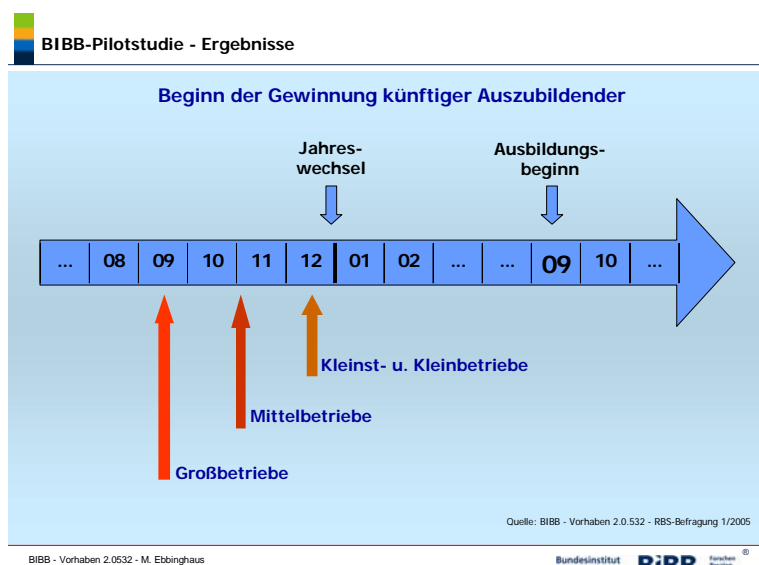 BIBB-Pilotstudie - Ergebnisse
Beginn der Gewinnung künftiger Auszubildender
Jahres-
wechsel
Ausbildungs-
beginn
... 08 09 10 11 12 01 02 ... ... 09 10 ...
Kleinst- u. Kleinbetriebe
Mittelbetriebe
Großbetriebe
Quelle: BIBB - Vorhaben 2.0.532 - RBS-Befragung 1/2005
BIBB - Vorhaben 2.0532 - M. Ebbinghaus
Bundesinstitut BiBB Forschen ®